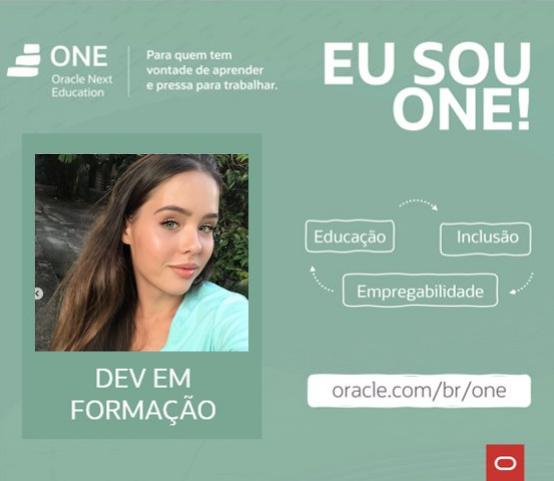 ONE
Oracle Next
Education
Para quem tem
vontade de aprender
e pressa para trabalhar.
EU SOU
ONE!
DEV EM
FORMAÇÃO
Educação
Inclusão
Empregabilidade
oracle.com/br/one